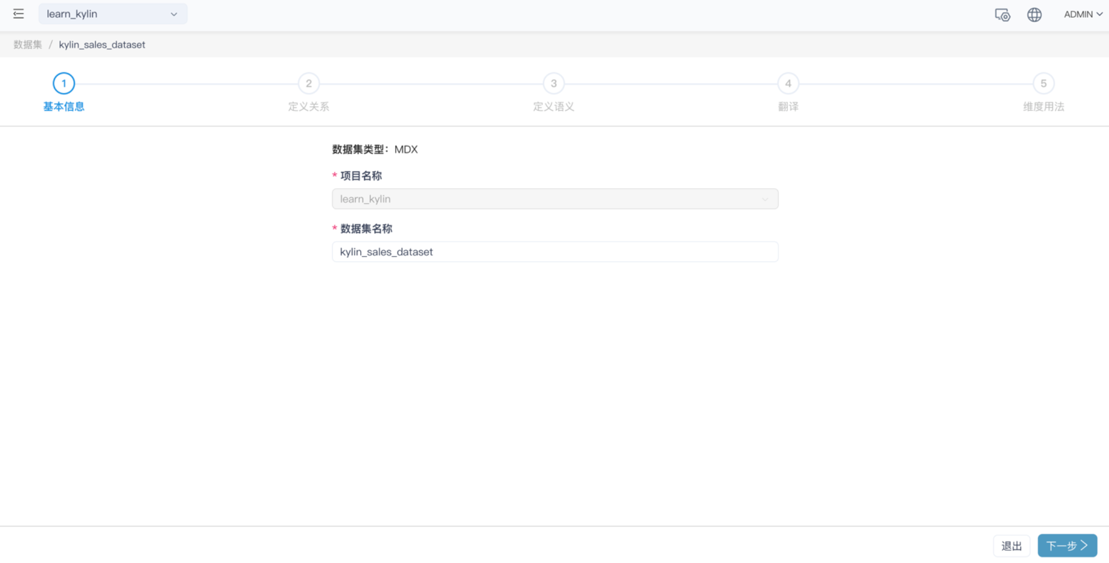 learn_kylin
ADMIN
数据集 / kylin_sales_dataset
1 2 3 4 5
基本信息 定义关系 定义语义 翻译 维度用法
数据集类型：MDX
* 项目名称
learn_kylin
* 数据集名称
kylin_sales_dataset
退出 下一步